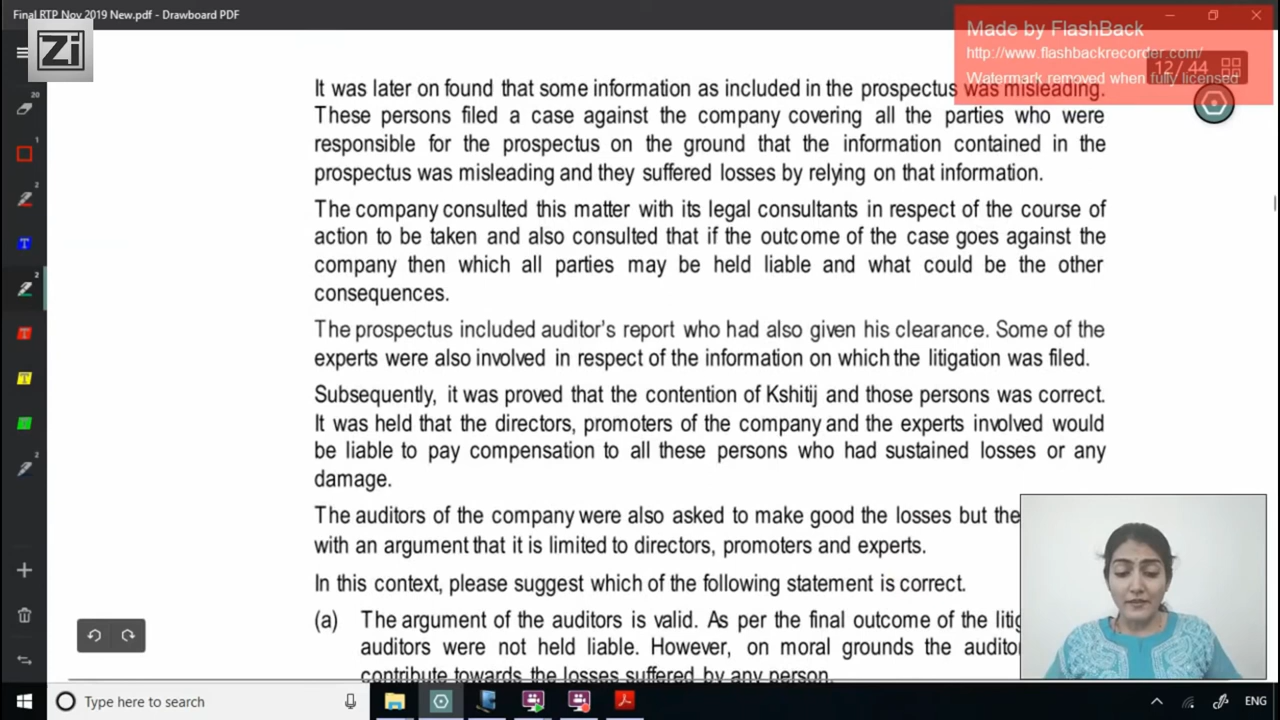 Final RTP Nov 2019 New.pdf - Drawboard PDF
Made by FlashBack
http://www.flashbackrecorder.com/
Watermark removed when fully licensed
12/ 44
Zi
20
It was later on found that some information as included in the prospectus was misleading.
1
These persons filed a case against the company covering all the parties who were
responsible for the prospectus on the ground that the information contained in the
prospectus was misleading and they suffered losses by relying on that information.
2
The company consulted this matter with its legal consultants in respect of the course of
action to be taken and also consulted that if the outcome of the case goes against the
T
company then which all parties may be held liable and what could be the other
2
consequences.
The prospectus included auditor's report who had also given his clearance. Some of the
T
experts were also involved in respect of the information on which the litigation was filed.
T
Subsequently, it was proved that the contention of Kshitij and those persons was correct.
It was held that the directors, promoters of the company and the experts involved would
be liable to pay compensation to all these persons who had sustained losses or any
2
damage.
The auditors of the company were also asked to make good the losses but
with an argument that it is limited to directors, promoters and experts.
In this context, please suggest which of the following statement is correct.
(a) The argument of the auditors is valid. As per the final outcome of the
auditors were not held liable. However, on moral grounds the
contribute towards the losses suffered by any person.
Type here to search
ENG